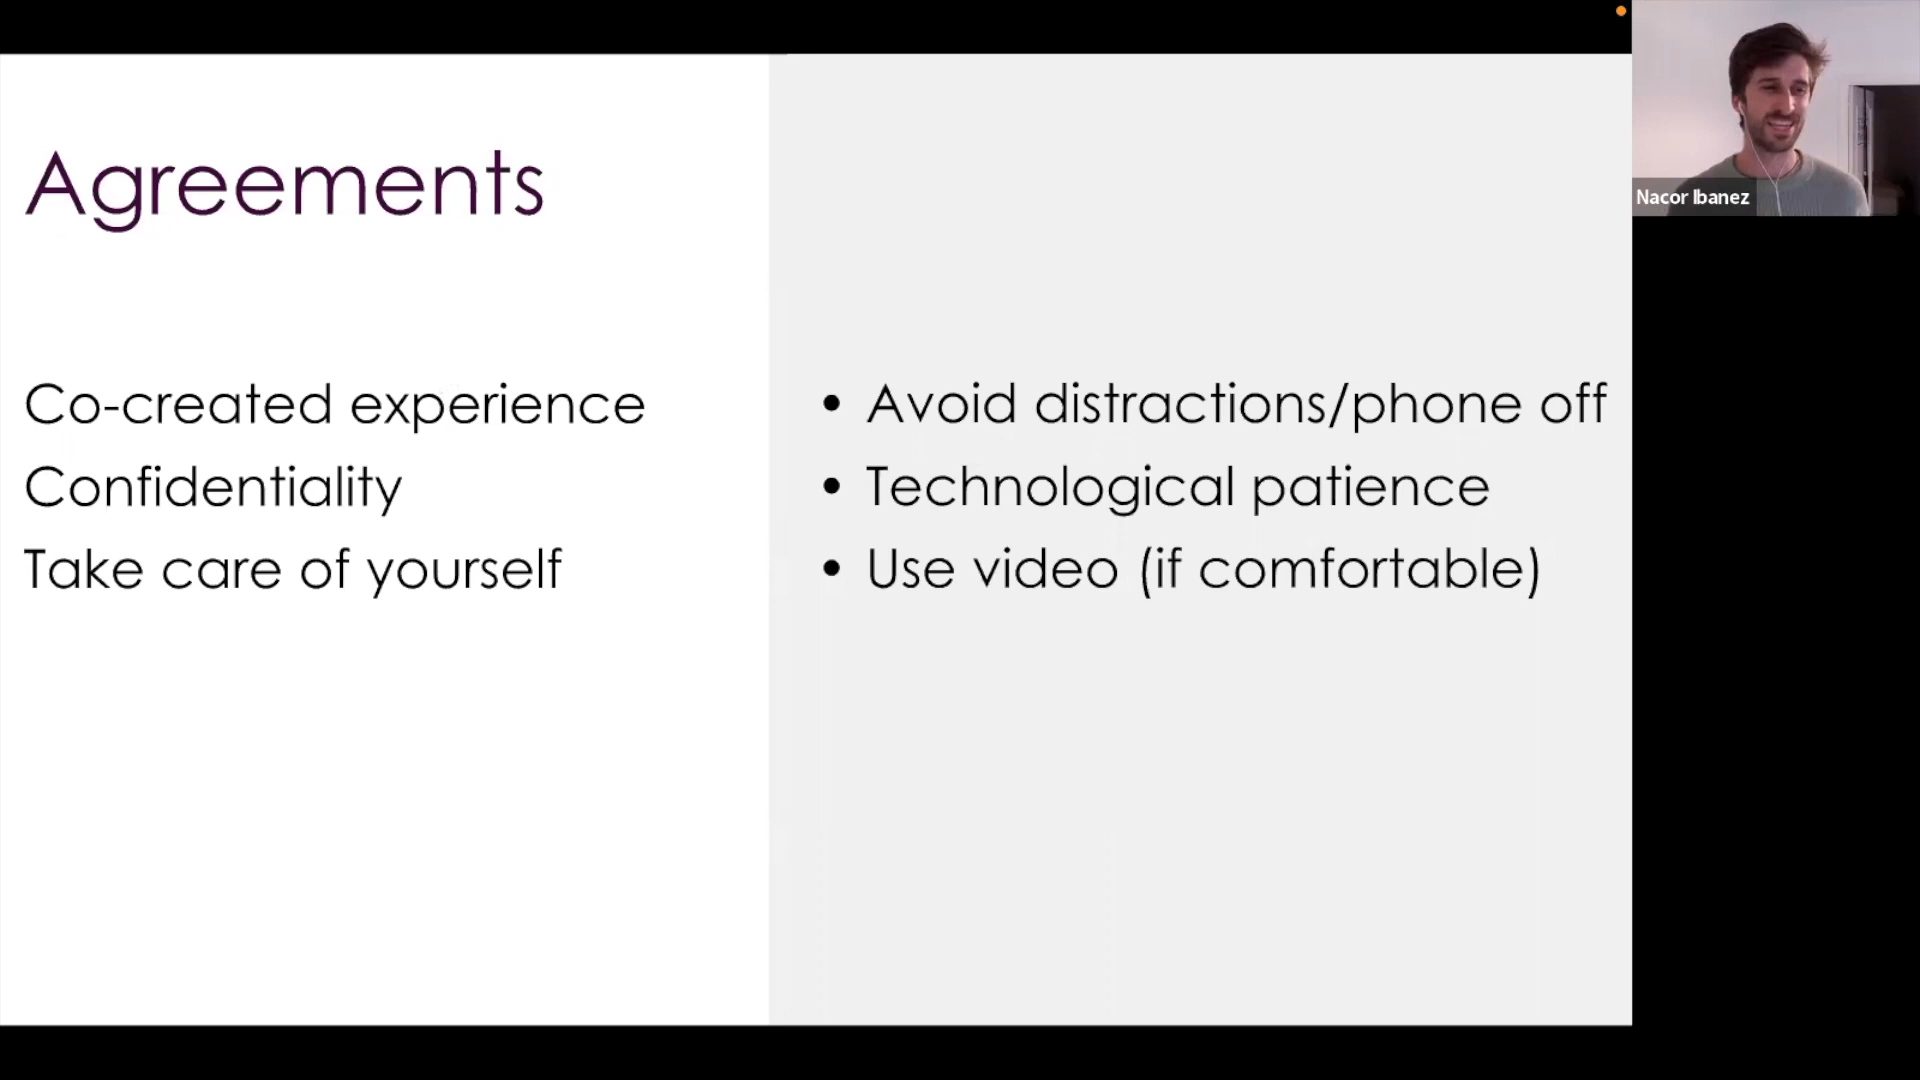 Agreements
Co-created experience
Confidentiality
Take care of yourself
• Avoid distractions/phone off
• Technological patience
• Use video (if comfortable)
Nacor Ibanez